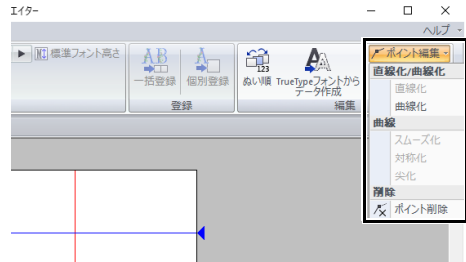 イター
ヘルプ
標準フォント高さ
一括登録
個別登録
登録
123
ぬい順
TrueTypeフォントから
データ作成
編集
ポイント編集
直線化/曲線化
直線化
曲線化
曲線
スムーズ化
対称化
尖化
削除
ポイント削除